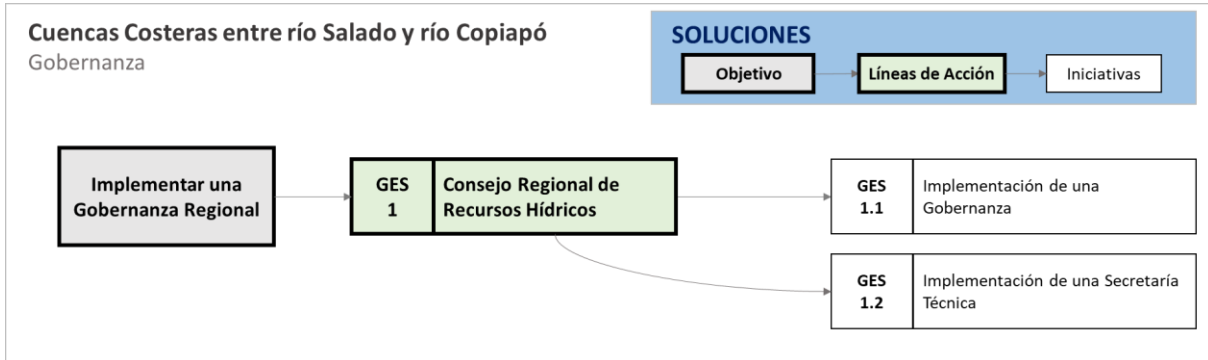 Cuencas Costeras entre río Salado y río Copiapó
Gobernanza
SOLUCIONES
Objetivo
Líneas de Acción
Iniciativas
Implementar una
Gobernanza Regional
GES
1
Consejo Regional de
Recursos Hídricos
GES
1.1
Implementación de una
Gobernanza
GES
1.2
Implementación de una Secretaría
Técnica